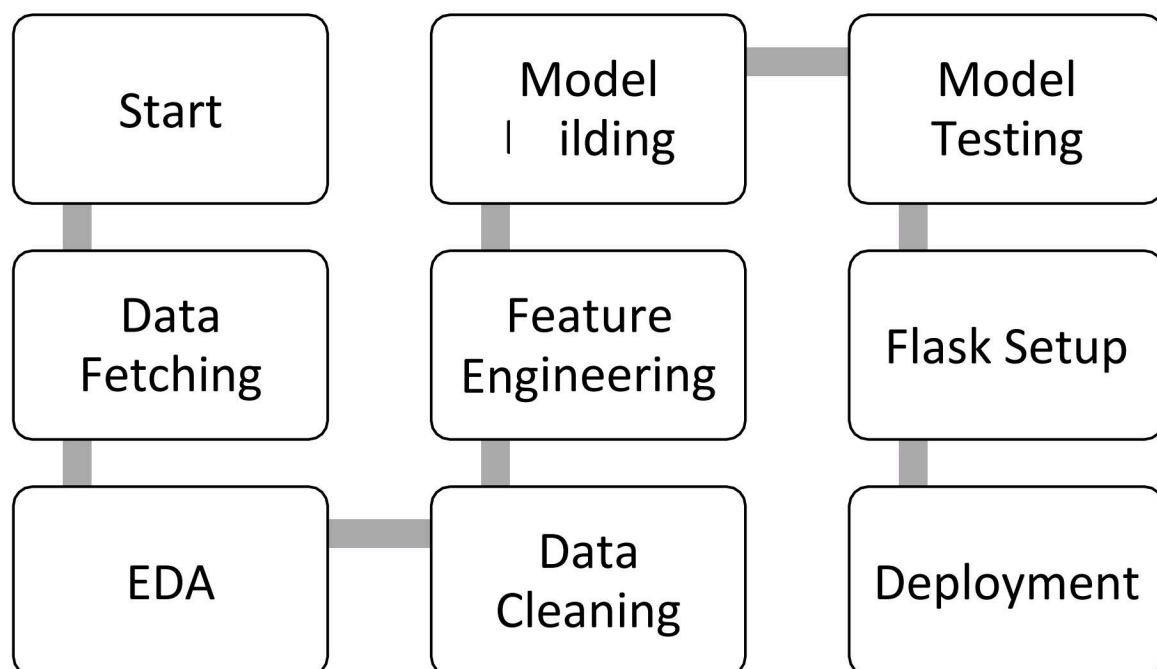 Start
Data
Fetching
EDA
Data
Cleaning
Feature
Engineering
Model
Model
Testing
Flask Setup
Deployment